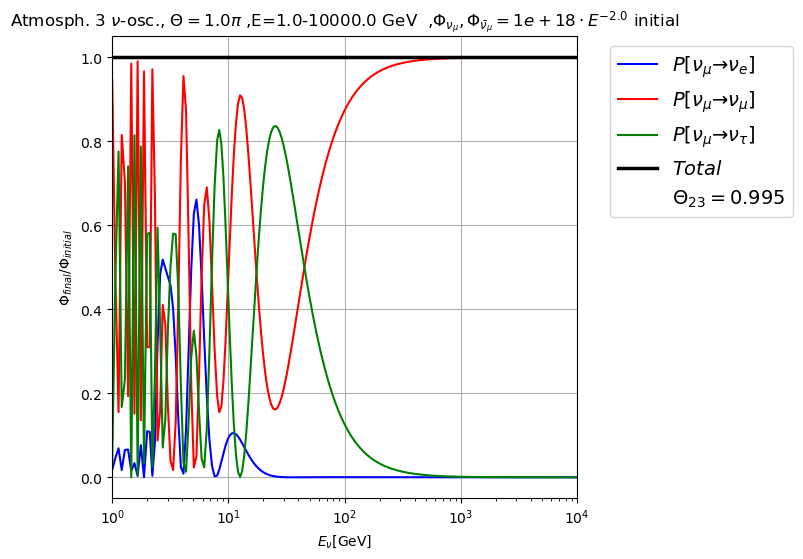 Atmosph. 3 ν-osc., Θ = 1.0π ,E=1.0-10000.0 GeV ,Φ_{ν_μ}, Φ_{ν̄_μ} = 1e + 18 · E^{−2.0} initial
P[ν_μ→ν_e]
P[ν_μ→ν_μ]
P[ν_μ→ν_τ]
Total
Θ_{23} = 0.995
1.0
0.8
0.6
0.4
0.2
0.0
Φ_{final}/Φ_{initial}
10^0
10^1
10^2
10^3
10^4
E_ν[GeV]